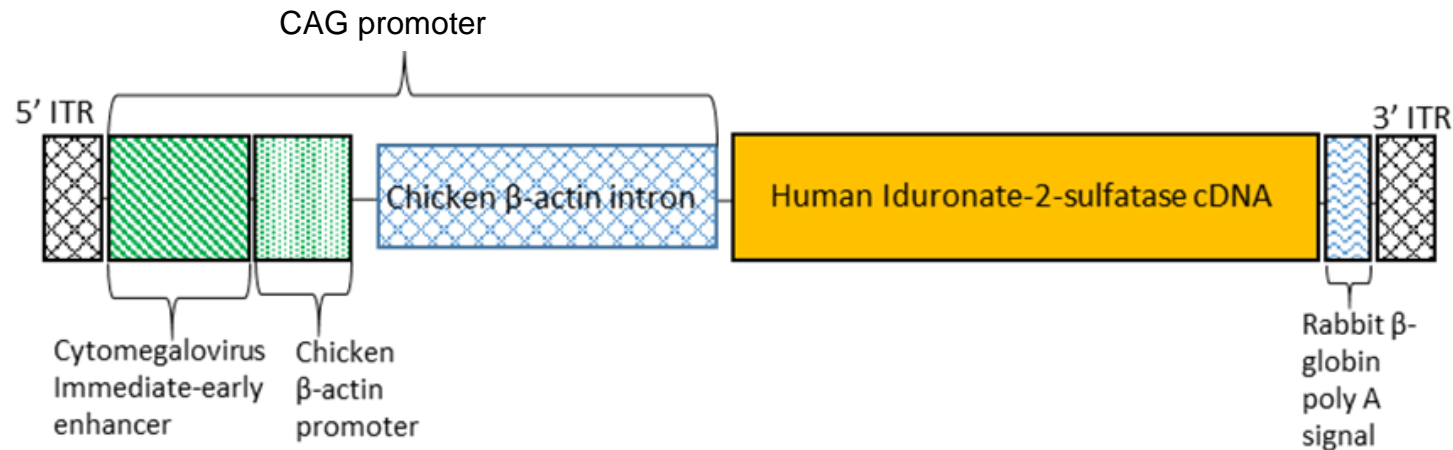 CAG promoter
5’ ITR
3’ ITR
Chicken β-actin intron
Human Iduronate-2-sulfatase cDNA
Cytomegalovirus
Immediate-early
enhancer
Chicken
β-actin
promoter
Rabbit β-
globin
poly A
signal